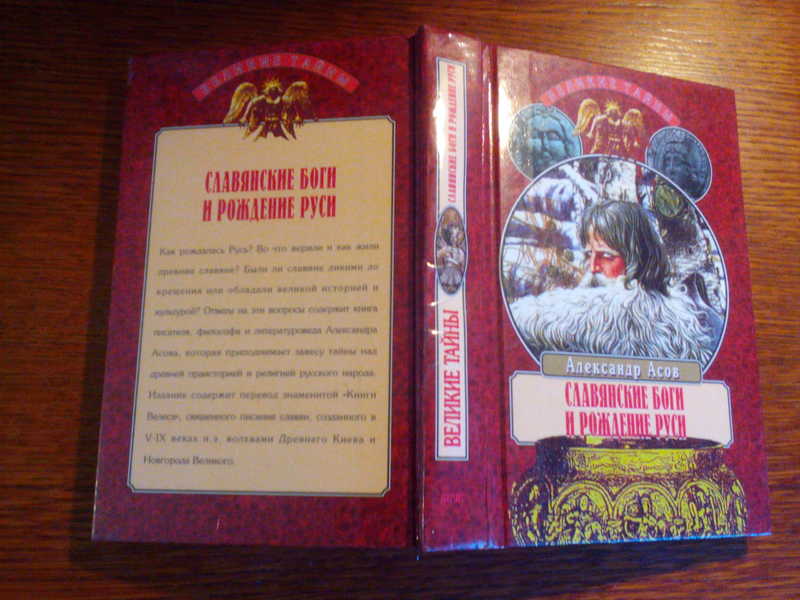 ВЕЛИКИЕ ТАЙНЫ
СЛАВЯНСКИЕ БОГИ
И РОЖДЕНИЕ РУСИ
Как рождалась Русь? Во что верили и как жили
древние славяне? Были ли славяне дикими до
крещения или обладали великой историей и
культурой? Ответы на эти вопросы содержит книга
писателя, философа и литературоведа Александра
Асова, которая приподнимает завесу тайны над
древней праисторией и религией русского народа.
Издание содержит перевод знаменитой «Книги
Велеса», священного писания славян, созданного в
V-IX веках н.э. волхвами Древнего Киева и
Новгорода Великого.
ВЕЛИКИЕ ТАЙНЫ
СЛАВЯНСКИЕ БОГИ И РОЖДЕНИЕ РУСИ
ВЕЛИКИЕ ТАЙНЫ
Александр Асов
СЛАВЯНСКИЕ БОГИ
И РОЖДЕНИЕ РУСИ